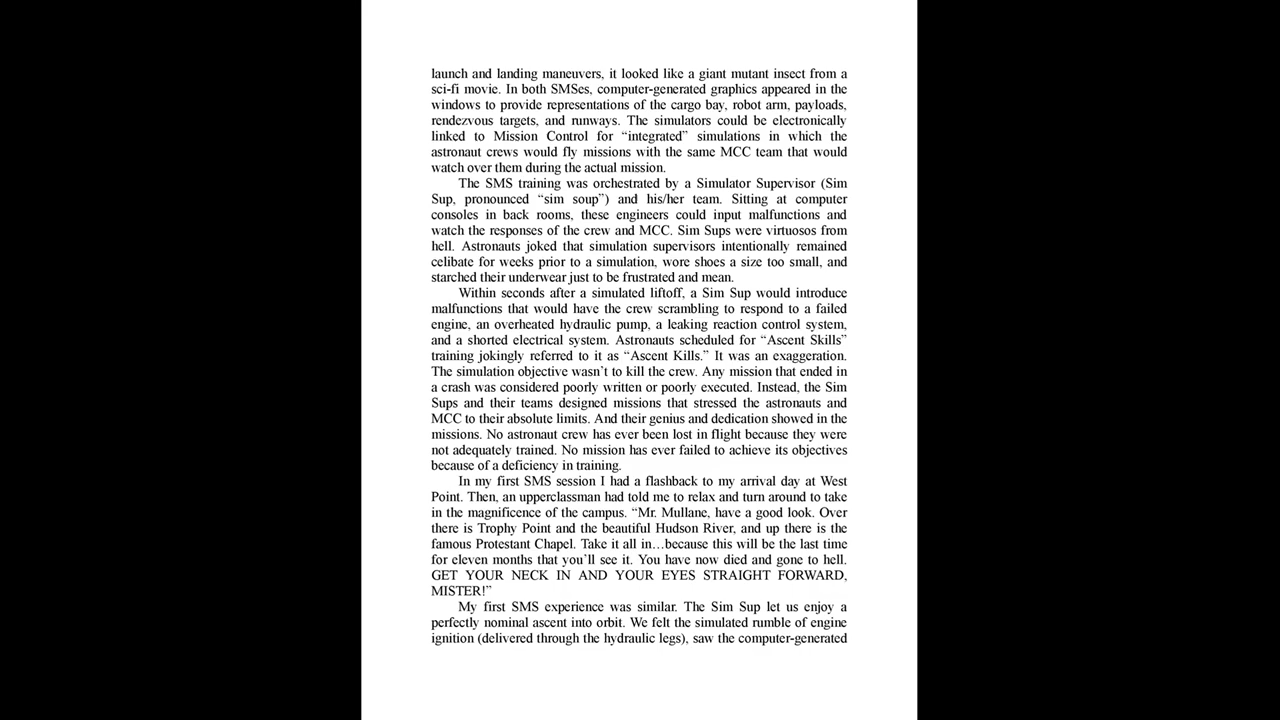 launch and landing maneuvers, it looked like a giant mutant insect from a
sci-fi movie. In both SMSes, computer-generated graphics appeared in the
windows to provide representations of the cargo bay, robot arm, payloads,
rendezvous targets, and runways. The simulators could be electronically
linked to Mission Control for “integrated” simulations in which the
astronaut crews would fly missions with the same MCC team that would
watch over them during the actual mission.
The SMS training was orchestrated by a Simulator Supervisor (Sim
Sup, pronounced “sim soup”) and his/her team. Sitting at computer
consoles in back rooms, these engineers could input malfunctions and
watch the responses of the crew and MCC. Sim Sups were virtuosos from
hell. Astronauts joked that simulation supervisors intentionally remained
celibate for weeks prior to a simulation, wore shoes a size too small, and
starched their underwear just to be frustrated and mean.
Within seconds after a simulated liftoff, a Sim Sup would introduce
malfunctions that would have the crew scrambling to respond to a failed
engine, an overheated hydraulic pump, a leaking reaction control system,
and a shorted electrical system. Astronauts scheduled for “Ascent Skills”
training jokingly referred to it as “Ascent Kills.” It was an exaggeration.
The simulation objective wasn’t to kill the crew. Any mission that ended in
a crash was considered poorly written or poorly executed. Instead, the Sim
Sups and their teams designed missions that stressed the astronauts and
MCC to their absolute limits. And their genius and dedication showed in the
missions. No astronaut crew has ever been lost in flight because they were
not adequately trained. No mission has ever failed to achieve its objectives
because of a deficiency in training.
In my first SMS session I had a flashback to my arrival day at West
Point. Then, an upperclassman had told me to relax and turn around to take
in the magnificence of the campus. “Mr. Mullane, have a good look. Over
there is Trophy Point and the beautiful Hudson River, and up there is the
famous Protestant Chapel. Take it all in…because this will be the last time
for eleven months that you’ll see it. You have now died and gone to hell.
GET YOUR NECK IN AND YOUR EYES STRAIGHT FORWARD,
MISTER!”
My first SMS experience was similar. The Sim Sup let us enjoy a
perfectly nominal ascent into orbit. We felt the simulated rumble of engine
ignition (delivered through the hydraulic legs), saw the computer-generated